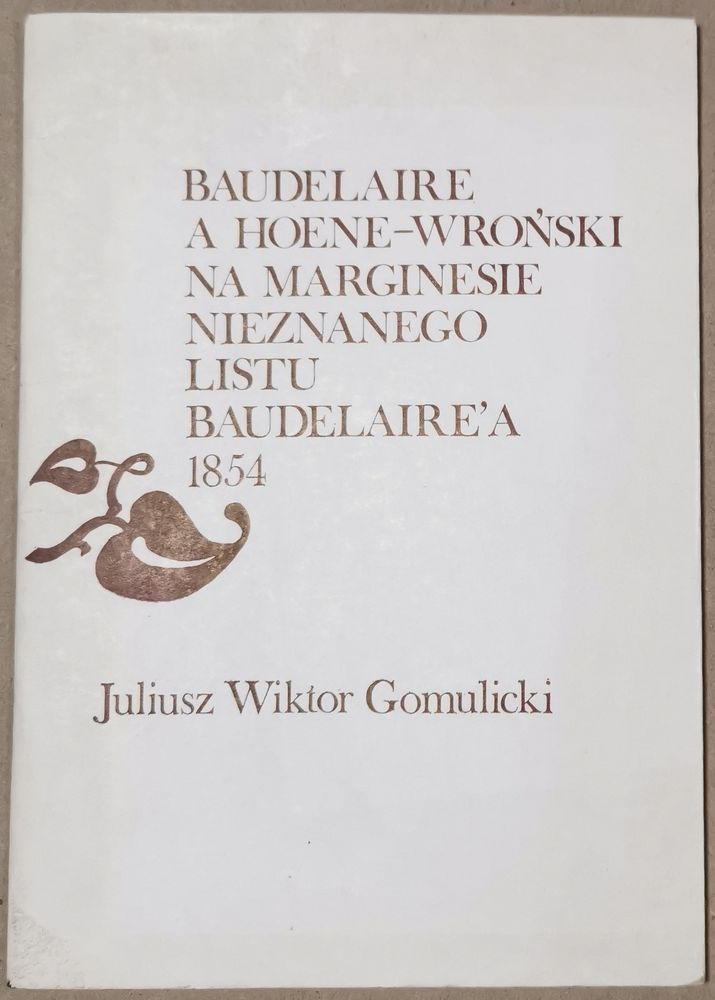 BAUDELAIRE
A HOENE-WROŃSKI
NA MARGINESIE
NIEZNANEGO
LISTU
BAUDELAIRE'A
1854
Juliusz Wiktor Gomulicki